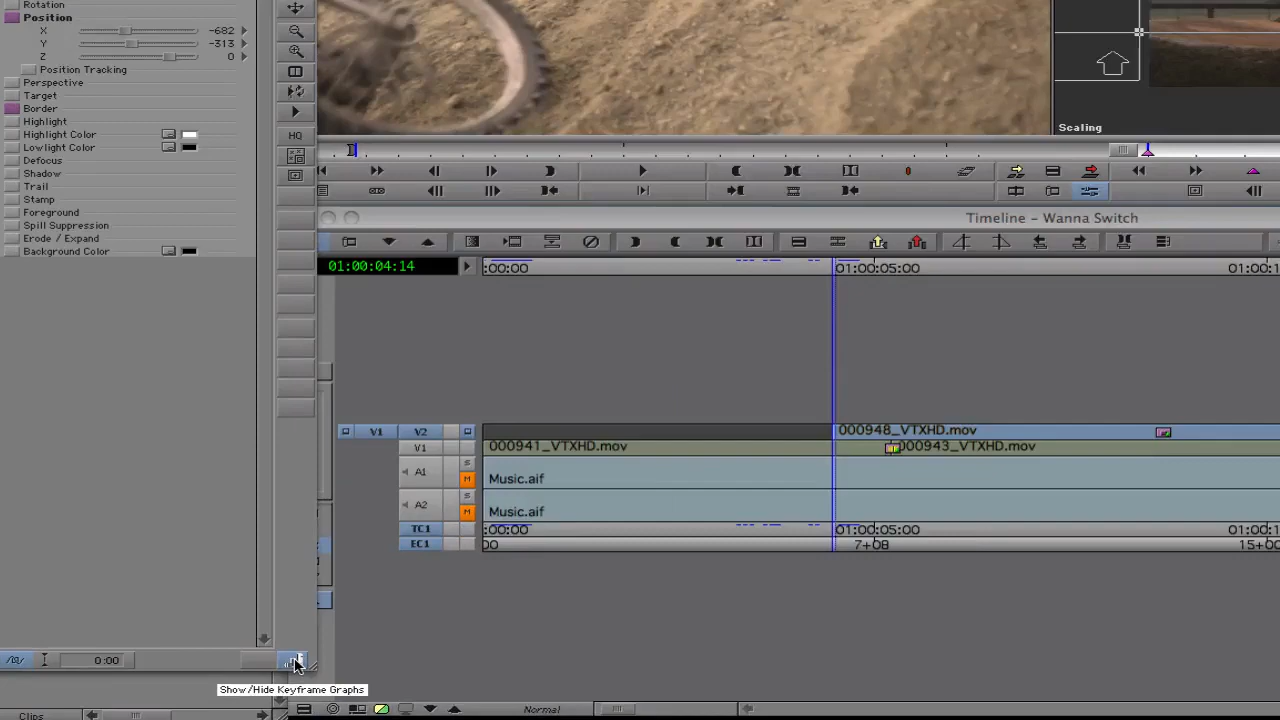 Rotation
Position
X -682
Y -313
Z 0
Position Tracking
Perspective
Target
Border
Highlight
Highlight Color
Lowlight Color
Defocus
Shadow
Trail
Stamp
Foreground
Spill Suppression
Erode / Expand
Background Color
HQ
Scaling
Timeline - Wanna Switch
01:00:04:14
:00:00 01:00:05:00 01:00:1
V1 V2 000948_VTXHD.mov
V1 000941_VTXHD.mov 000943_VTXHD.mov
S
A1 M Music.aif
S
A2 M Music.aif
TC1 :00:00 01:00:05:00 01:00:1
EC1 00 7+08 15+00
0:00
Show/Hide Keyframe Graphs
Clips Normal